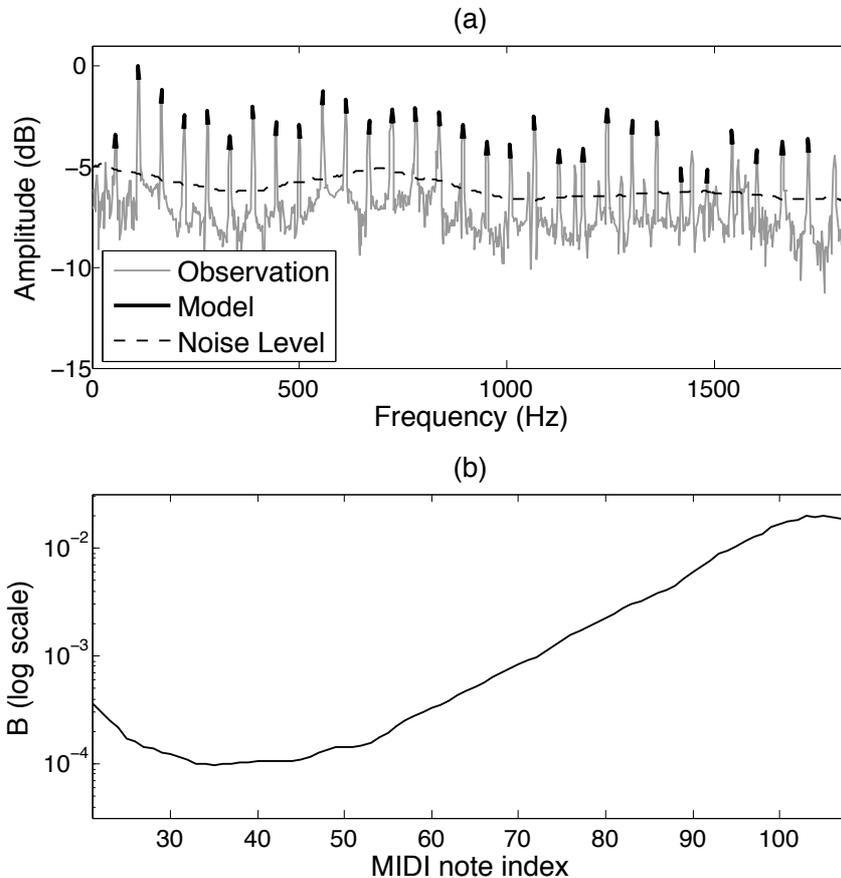 (a)
Amplitude (dB)
0
−5
−10
−15
Observation
Model
Noise Level
0
500
1000
1500
Frequency (Hz)
(b)
B (log scale)
10⁻²
10⁻³
10⁻⁴
30
40
50
60
70
80
90
100
MIDI note index